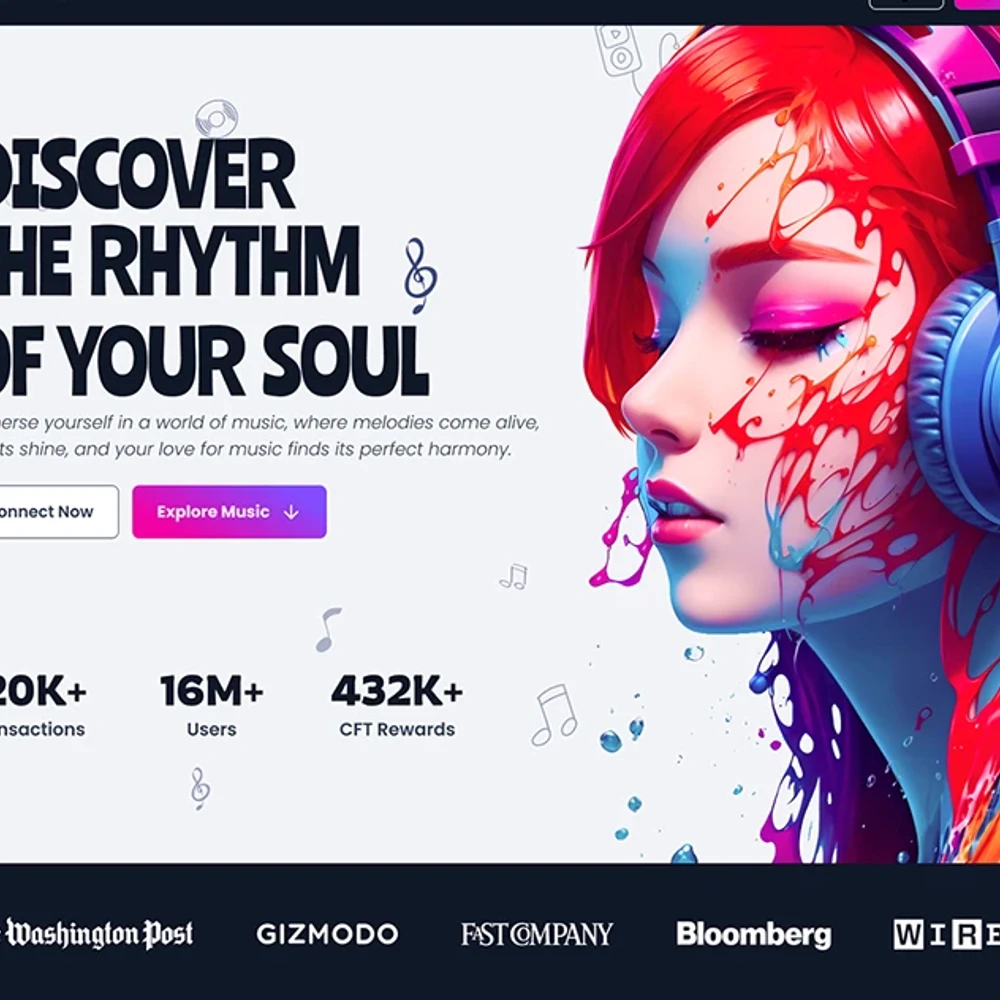 DISCOVER
THE RHYTHM
OF YOUR SOUL
erse yourself in a world of music, where melodies come alive,
ts shine, and your love for music finds its perfect harmony.
onnect Now
Explore Music
20K+
16M+
432K+
nsactions
Users
CFT Rewards
Washington Post
GIZMODO
FAST COMPANY
Bloomberg
WIRE